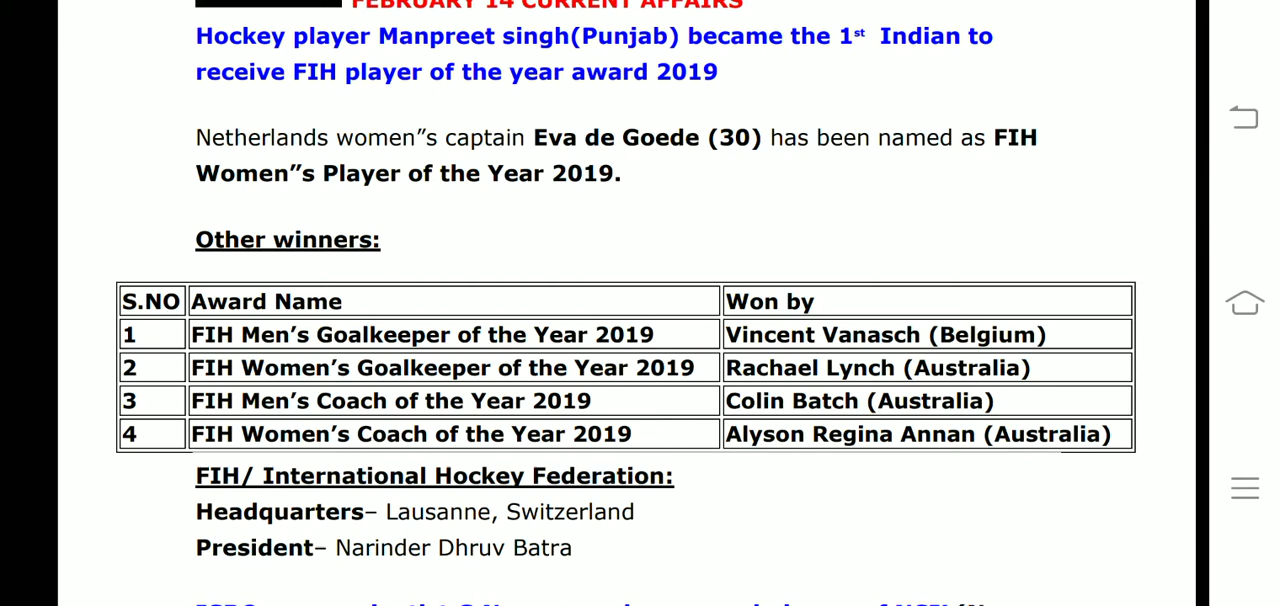 FEBRUARY 14 CURRENT AFFAIRS
Hockey player Manpreet singh(Punjab) became the 1st Indian to
receive FIH player of the year award 2019
Netherlands women”s captain Eva de Goede (30) has been named as FIH
Women”s Player of the Year 2019.
Other winners:
S.NO Award Name Won by
1 FIH Men’s Goalkeeper of the Year 2019 Vincent Vanasch (Belgium)
2 FIH Women’s Goalkeeper of the Year 2019 Rachael Lynch (Australia)
3 FIH Men’s Coach of the Year 2019 Colin Batch (Australia)
4 FIH Women’s Coach of the Year 2019 Alyson Regina Annan (Australia)
FIH/ International Hockey Federation:
Headquarters– Lausanne, Switzerland
President– Narinder Dhruv Batra